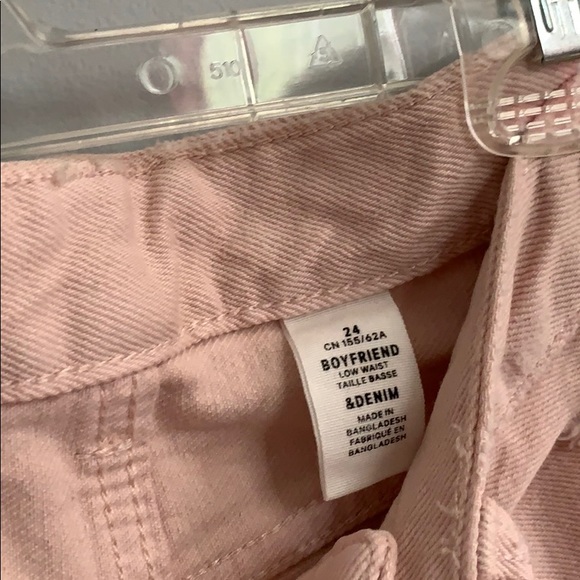 510
24
CN 155/62A
BOYFRIEND
LOW WAIST
TAILLE BASSE
&DENIM
MADE IN
BANGLADESH
FABRIQUÉ EN
BANGLADESH